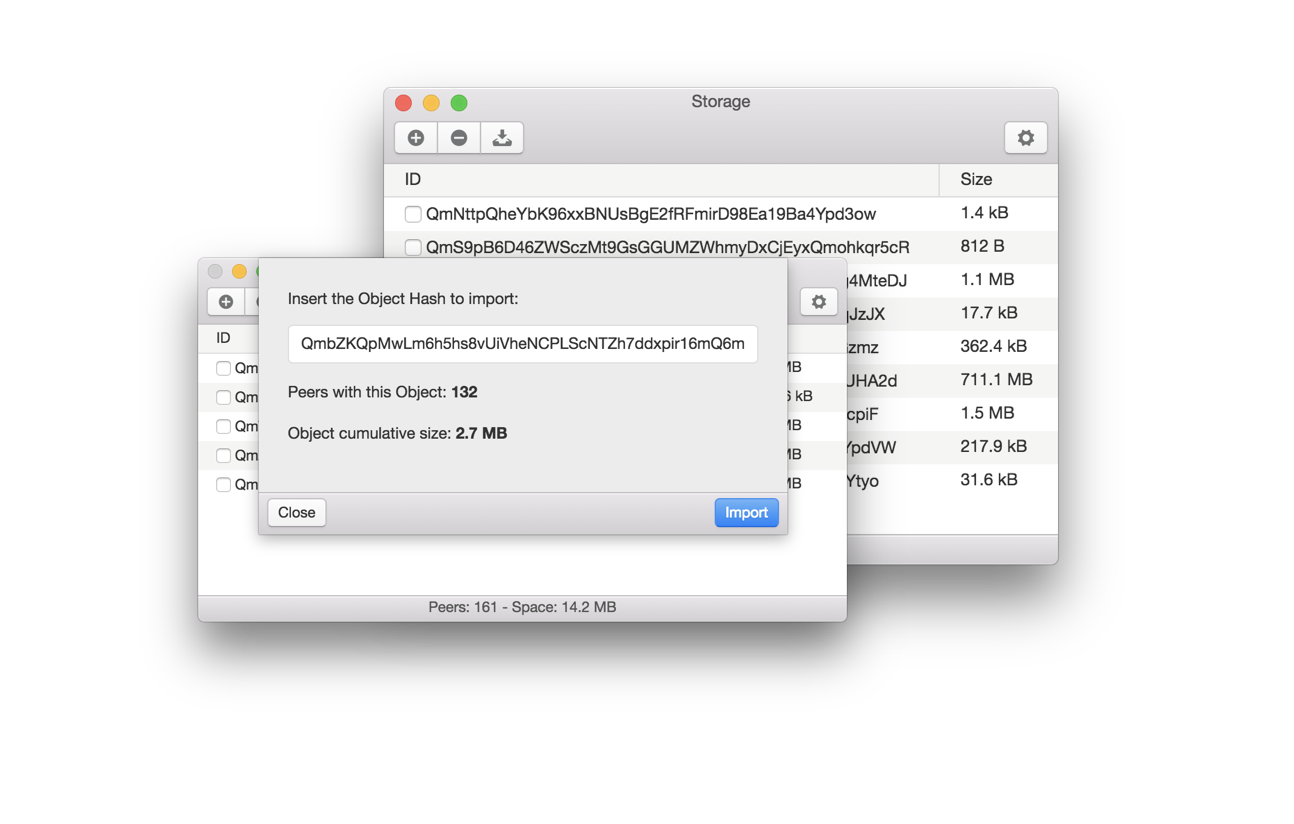 Storage
ID Size
QmNttpQheYbK96xxBNUsBgE2fRFmirD98Ea19Ba4Ypd3ow 1.4 kB
QmS9pB6D46ZWSczMt9GsGGUMZWhmyDxCjEyxQmohkqr5cR 812 B
4MteDJ 1.1 MB
JzJX 17.7 kB
zmz 362.4 kB
JHA2d 711.1 MB
cpiF 1.5 MB
YpdVW 217.9 kB
Ytyo 31.6 kB
ID
Qm MB
Qm kB
Qm MB
Qm MB
Qm MB
Insert the Object Hash to import:
QmbZKQpMwLm6h5hs8vUiVheNCPLScNTZh7ddxpir16mQ6m
Peers with this Object: 132
Object cumulative size: 2.7 MB
Close Import
Peers: 161 - Space: 14.2 MB